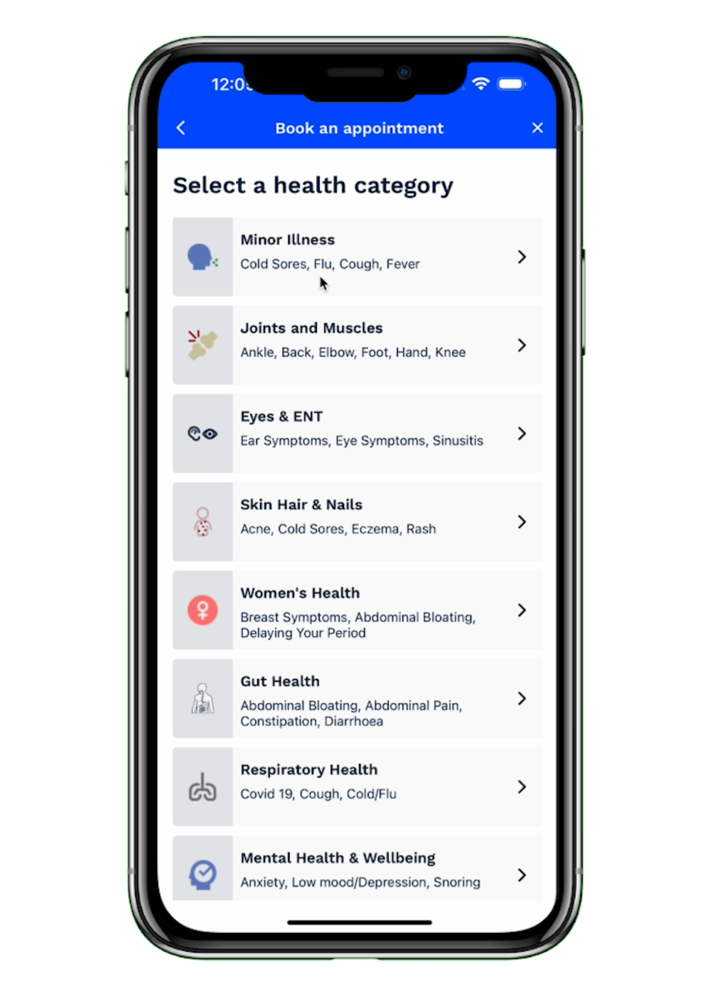 Book an appointment
Select a health category
Minor Illness
Cold Sores, Flu, Cough, Fever
Joints and Muscles
Ankle, Back, Elbow, Foot, Hand, Knee
Eyes & ENT
Ear Symptoms, Eye Symptoms, Sinusitis
Skin Hair & Nails
Acne, Cold Sores, Eczema, Rash
Women's Health
Breast Symptoms, Abdominal Bloating,
Delaying Your Period
Gut Health
Abdominal Bloating, Abdominal Pain,
Constipation, Diarrhoea
Respiratory Health
Covid 19, Cough, Cold/Flu
Mental Health & Wellbeing
Anxiety, Low mood/Depression, Snoring